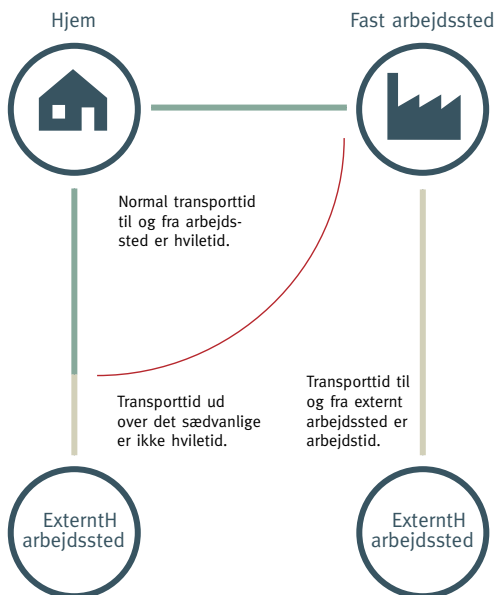 Hjem
Fast arbejdssted
Normal transporttid
til og fra arbejds-
sted er hviletid.
Transporttid ud
over det sædvanlige
er ikke hviletid.
Transporttid til
og fra externt
arbejdssted er
arbejdstid.
ExterntH
arbejdssted
ExterntH
arbejdssted